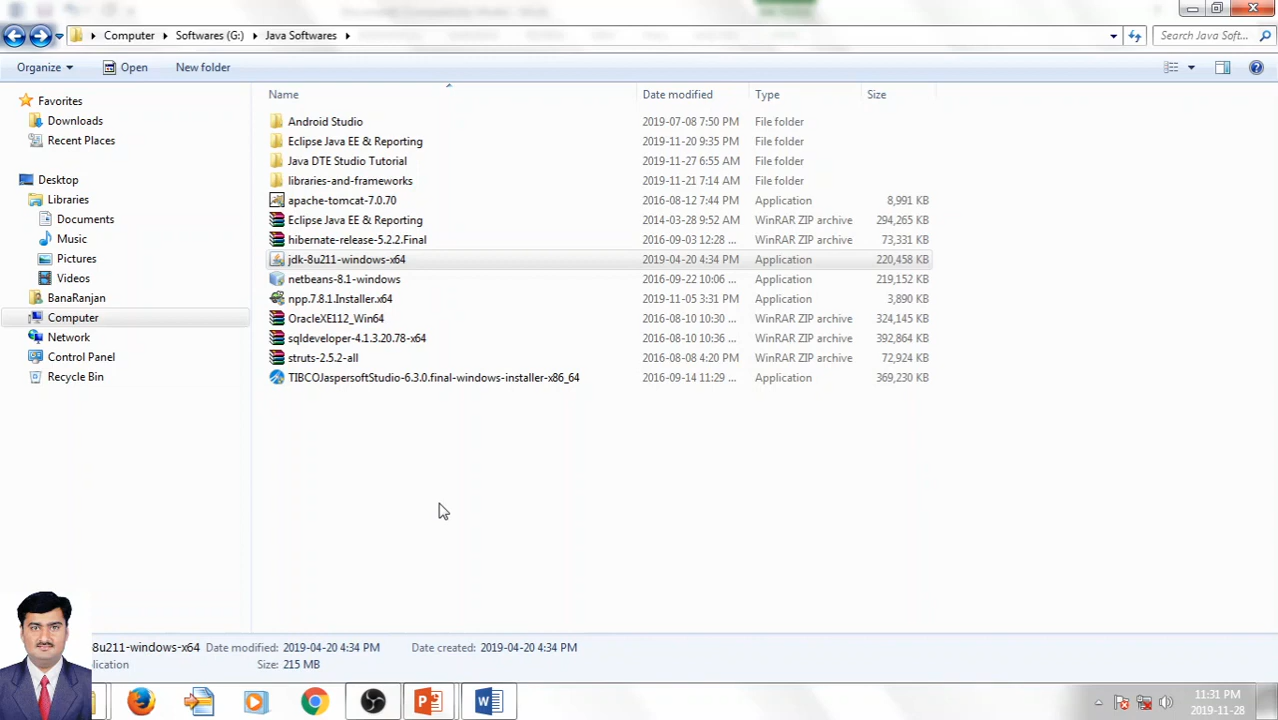 Computer Softwares (G:) Java Softwares Search Java Soft...
Organize Open New folder
Name Date modified Type Size
Favorites
Downloads
Recent Places
Desktop
Libraries
Documents
Music
Pictures
Videos
BanaRanjan
Computer
Network
Control Panel
Recycle Bin
Android Studio 2019-07-08 7:50 PM File folder
Eclipse Java EE & Reporting 2019-11-20 9:35 PM File folder
Java DTE Studio Tutorial 2019-11-27 6:55 AM File folder
libraries-and-frameworks 2019-11-21 7:14 AM File folder
apache-tomcat-7.0.70 2016-08-12 7:44 PM Application 8,991 KB
Eclipse Java EE & Reporting 2014-03-28 9:52 AM WinRAR ZIP archive 294,265 KB
hibernate-release-5.2.2.Final 2016-09-03 12:28 ... WinRAR ZIP archive 73,331 KB
jdk-8u211-windows-x64 2019-04-20 4:34 PM Application 220,458 KB
netbeans-8.1-windows 2016-09-22 10:06 ... Application 219,152 KB
npp.7.8.1.Installer.x64 2019-11-05 3:31 PM Application 3,890 KB
OracleXE112_Win64 2016-08-10 10:30 ... WinRAR ZIP archive 324,145 KB
sqldeveloper-4.1.3.20.78-x64 2016-08-10 10:36 ... WinRAR ZIP archive 392,864 KB
struts-2.5.2-all 2016-08-08 4:20 PM WinRAR ZIP archive 72,924 KB
TIBCOJaspersoftStudio-6.3.0.final-windows-installer-x86_64 2016-09-14 11:29 ... Application 369,230 KB
8u211-windows-x64 Date modified: 2019-04-20 4:34 PM Date created: 2019-04-20 4:34 PM
plication Size: 215 MB
11:31 PM
2019-11-28